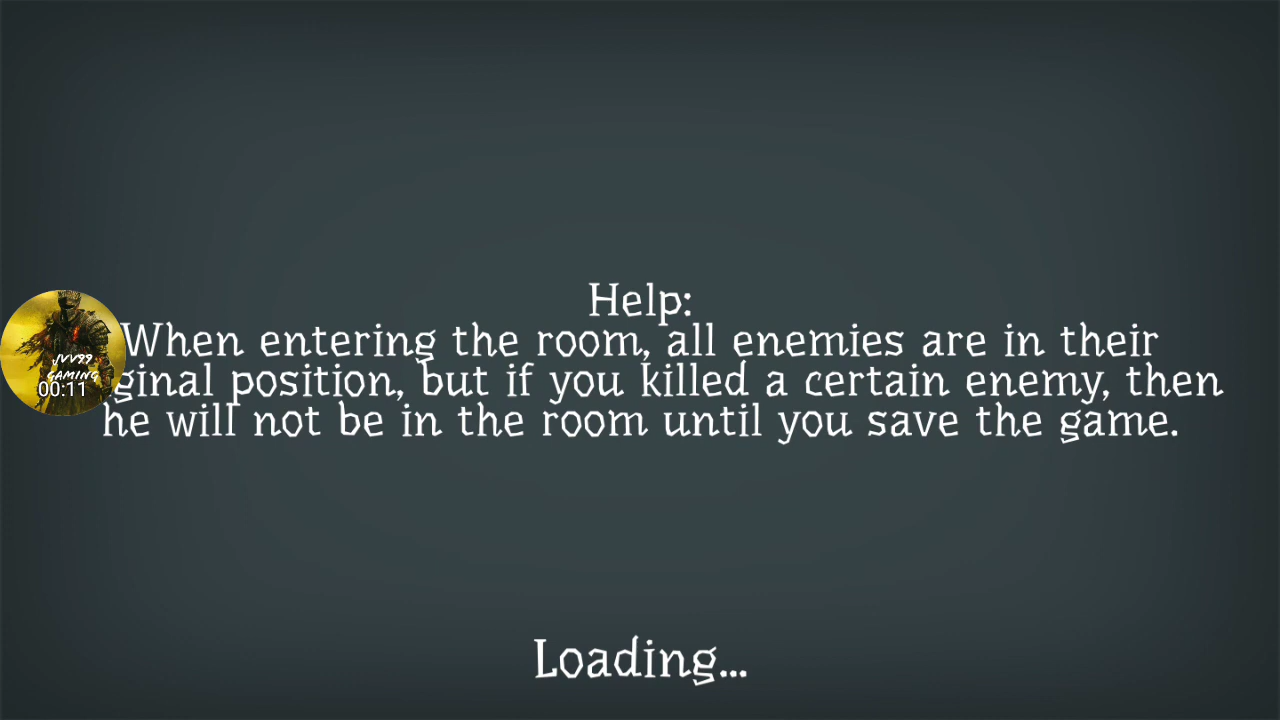 Help:
When entering the room, all enemies are in their
position, but if you killed a certain enemy, then
he will not be in the room until you save the game.
JVV99
GAMING
00:11
Loading...